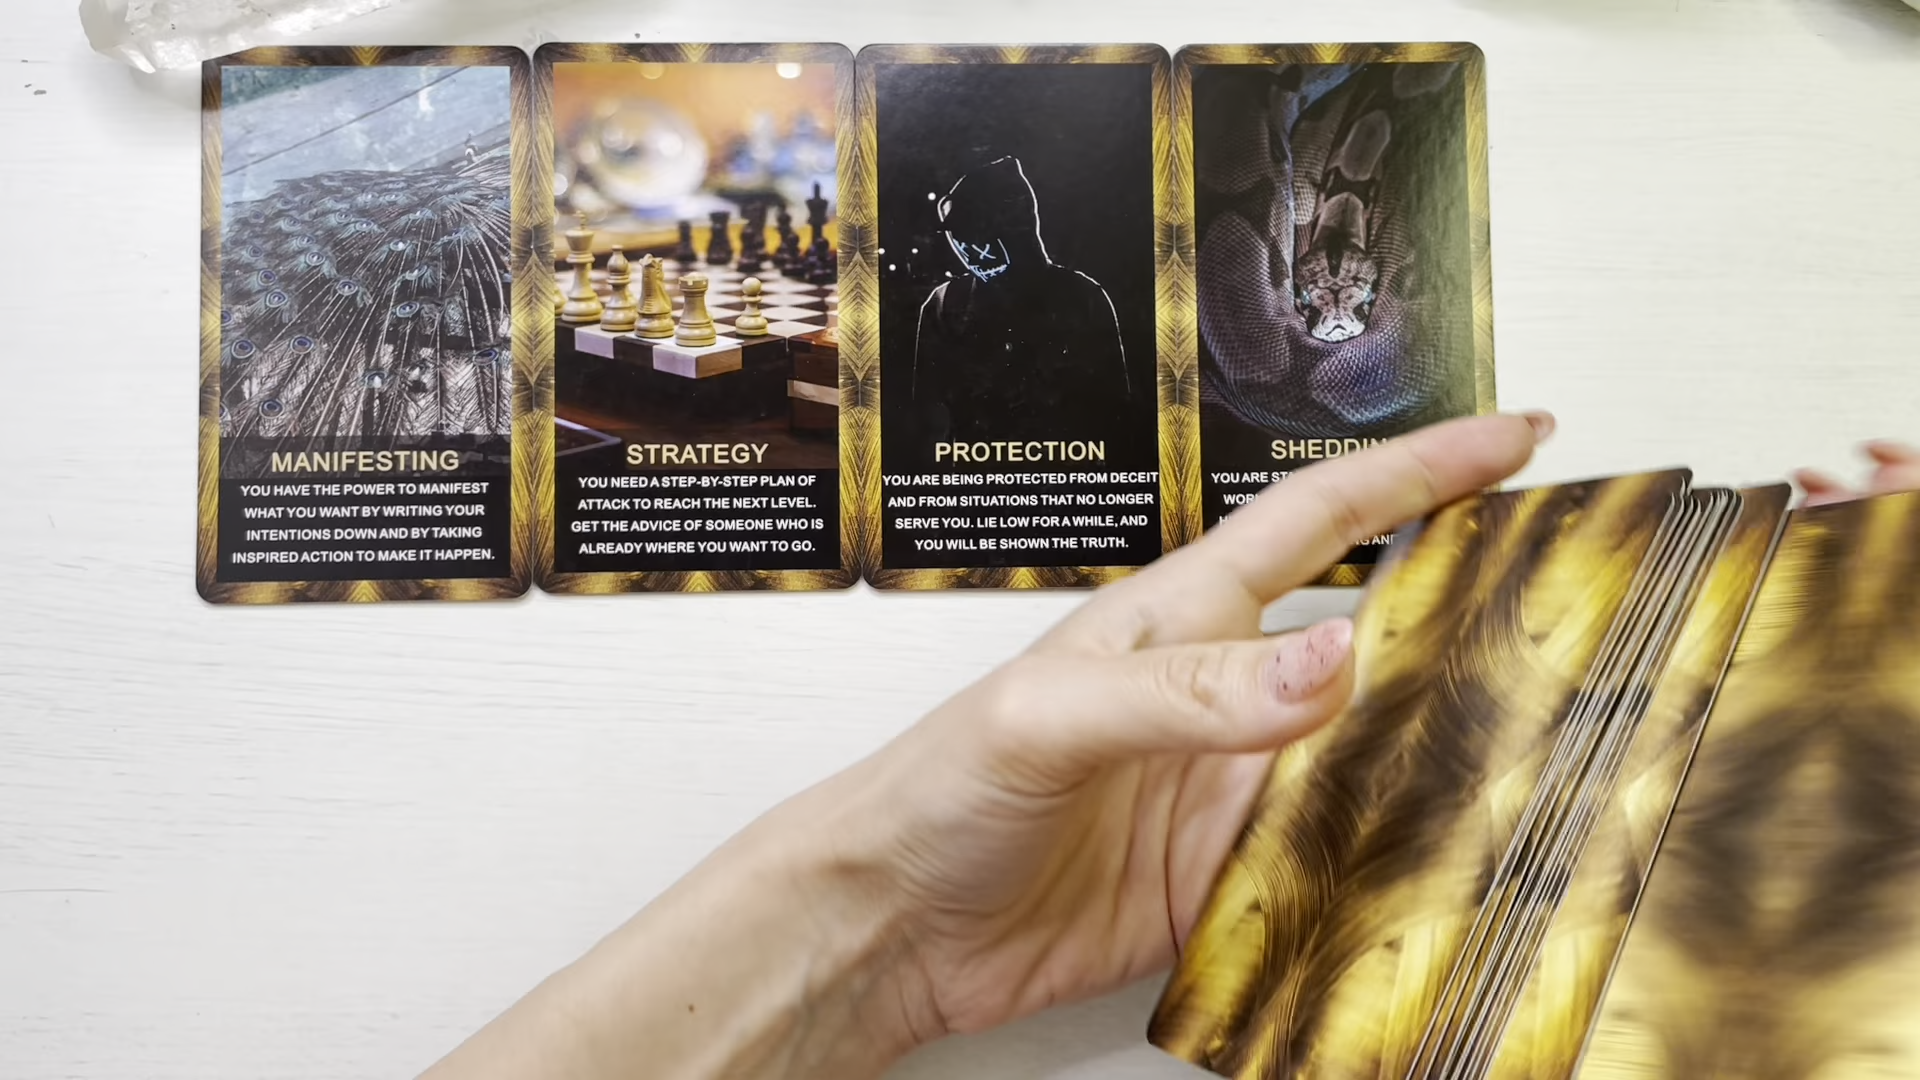 MANIFESTING
YOU HAVE THE POWER TO MANIFEST
WHAT YOU WANT BY WRITING YOUR
INTENTIONS DOWN AND BY TAKING
INSPIRED ACTION TO MAKE IT HAPPEN.
STRATEGY
YOU NEED A STEP-BY-STEP PLAN OF
ATTACK TO REACH THE NEXT LEVEL.
GET THE ADVICE OF SOMEONE WHO IS
ALREADY WHERE YOU WANT TO GO.
PROTECTION
YOU ARE BEING PROTECTED FROM DECEIT
AND FROM SITUATIONS THAT NO LONGER
SERVE YOU. LIE LOW FOR A WHILE, AND
YOU WILL BE SHOWN THE TRUTH.
YOU ARE